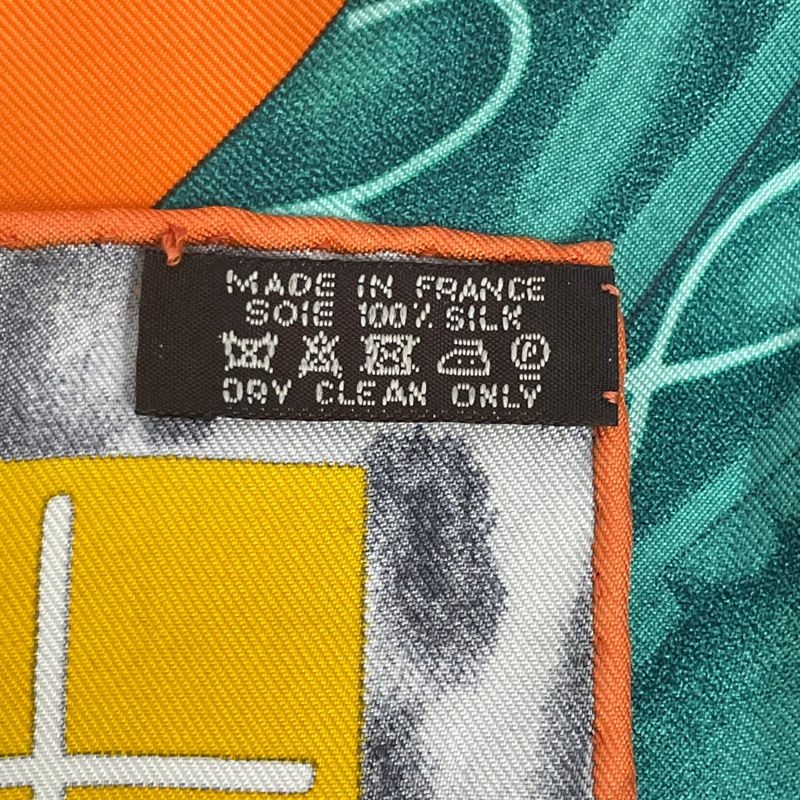 MADE IN FRANCE
SOIE 100% SILK
P
DRY CLEAN ONLY